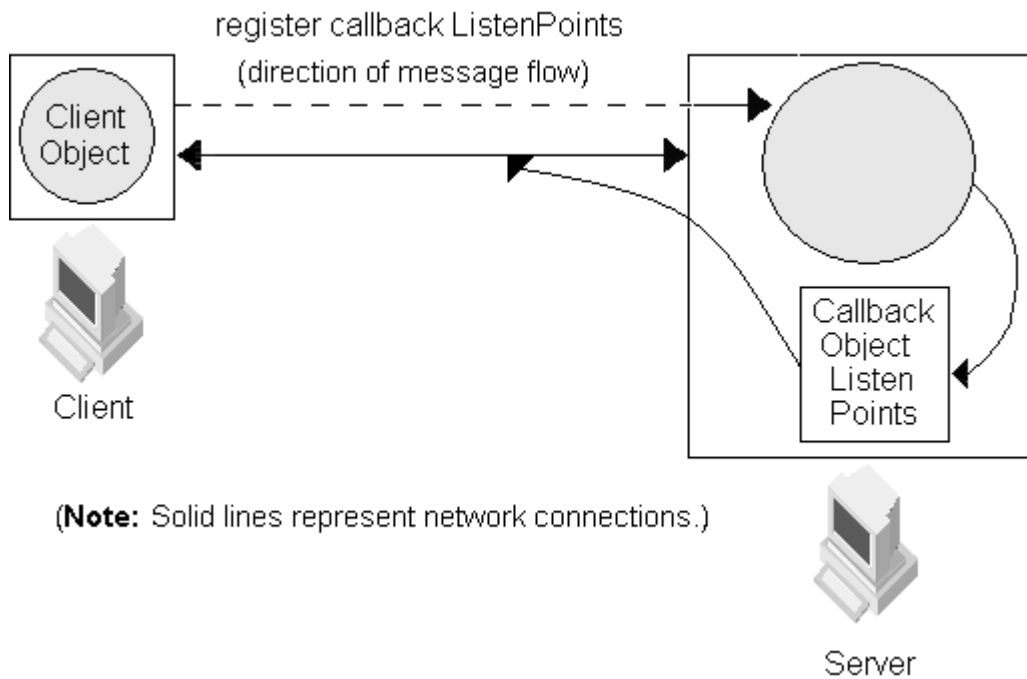 register callback ListenPoints
(direction of message flow)
Client
Object
Callback
Object
Listen
Points
Client
(Note: Solid lines represent network connections.)
Server